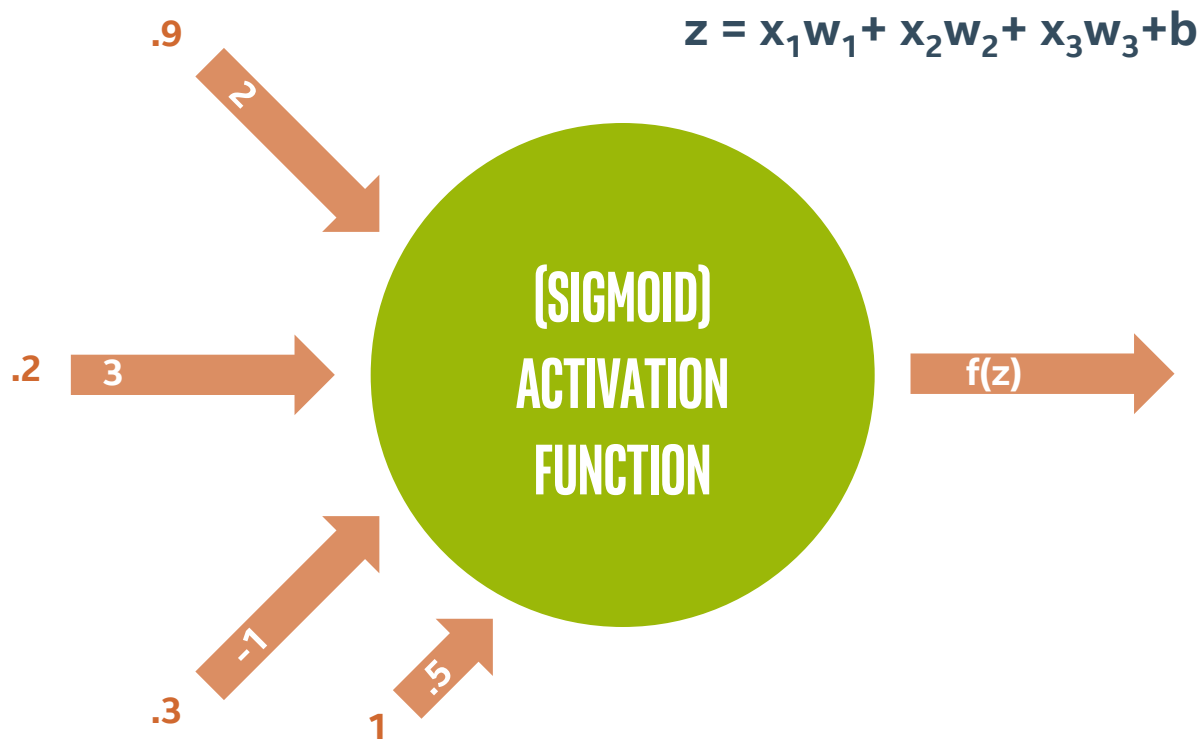 .9
z = x₁w₁+ x₂w₂+ x₃w₃+b
2
(SIGMOID)
ACTIVATION
FUNCTION
.2
3
f(z)
-1
.5
.3
1